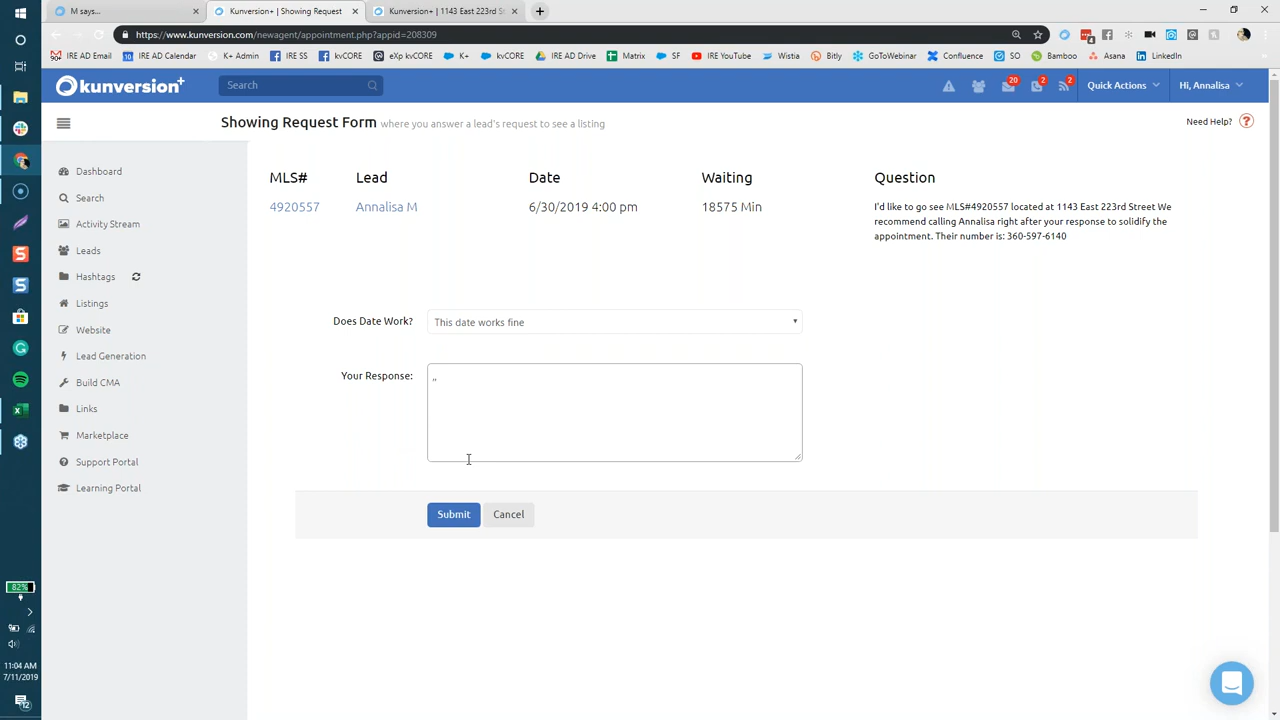 M says...
Kunversion+ | Showing Request
Kunversion+ | 1143 East 223rd S
https://www.kunversion.com/newagent/appointment.php?appid=208309
IRE AD Email
IRE AD Calendar
K+ Admin
IRE SS
kvCORE
eXp kvCORE
K+
kvCORE
IRE AD Drive
Matrix
SF
IRE YouTube
Wistia
Bitly
GoToWebinar
Confluence
SO
Bamboo
Asana
LinkedIn
kunversion+
Search
20
2
2
Quick Actions
Hi, Annalisa
Showing Request Form where you answer a lead's request to see a listing
Need Help?
Dashboard
Search
Activity Stream
Leads
Hashtags
Listings
Website
Lead Generation
Build CMA
Links
Marketplace
Support Portal
Learning Portal
MLS# Lead Date Waiting Question
4920557 Annalisa M 6/30/2019 4:00 pm 18575 Min
I'd like to go see MLS#4920557 located at 1143 East 223rd Street We
recommend calling Annalisa right after your response to solidify the
appointment. Their number is: 360-597-6140
Does Date Work? This date works fine
Your Response: ,,
Submit Cancel
82%
11:04 AM
7/11/2019
12